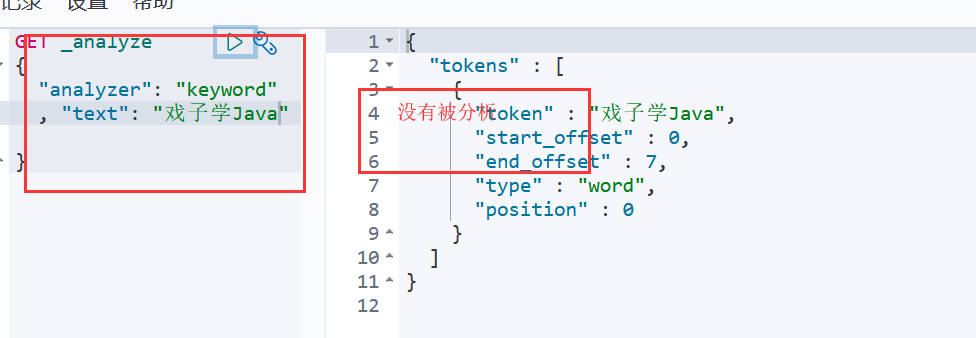 记录 设置 帮助
GET _analyze
{
"analyzer": "keyword"
, "text": "戏子学Java"
}
1 {
2 "tokens" : [
3 {
4 "token" : "戏子学Java",
没有被分析
5 "start_offset" : 0,
6 "end_offset" : 7,
7 "type" : "word",
8 "position" : 0
9 }
10 ]
11 }
12